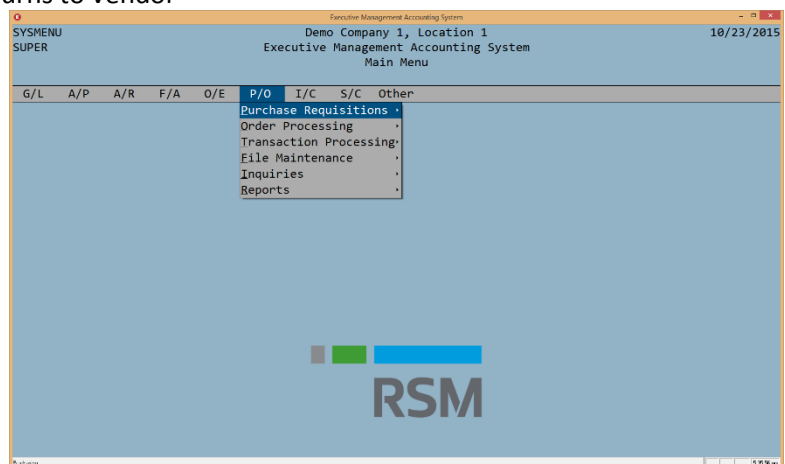 urns to Vendor
Executive Management Accounting System
SYSMENU Demo Company 1, Location 1 10/23/2015
SUPER Executive Management Accounting System
Main Menu
G/L A/P A/R F/A O/E P/O I/C S/C Other
Purchase Requisitions
Order Processing
Transaction Processing
File Maintenance
Inquiries
Reports
RSM